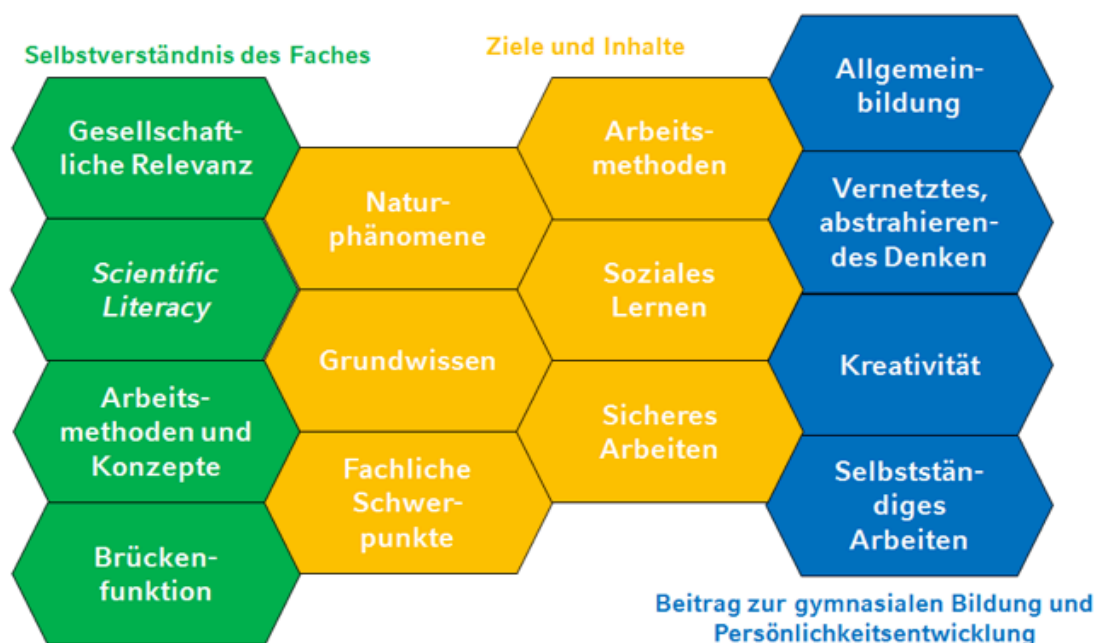 Selbstverständnis des Faches
Gesellschaft-
liche Relevanz
Scientific
Literacy
Arbeits-
methoden und
Konzepte
Brücken-
funktion
Ziele und Inhalte
Natur-
phänomene
Grundwissen
Fachliche
Schwer-
punkte
Arbeits-
methoden
Soziales
Lernen
Sicheres
Arbeiten
Allgemein-
bildung
Vernetztes,
abstrahieren-
des Denken
Kreativität
Selbststän-
diges
Arbeiten
Beitrag zur gymnasialen Bildung und
Persönlichkeitsentwicklung